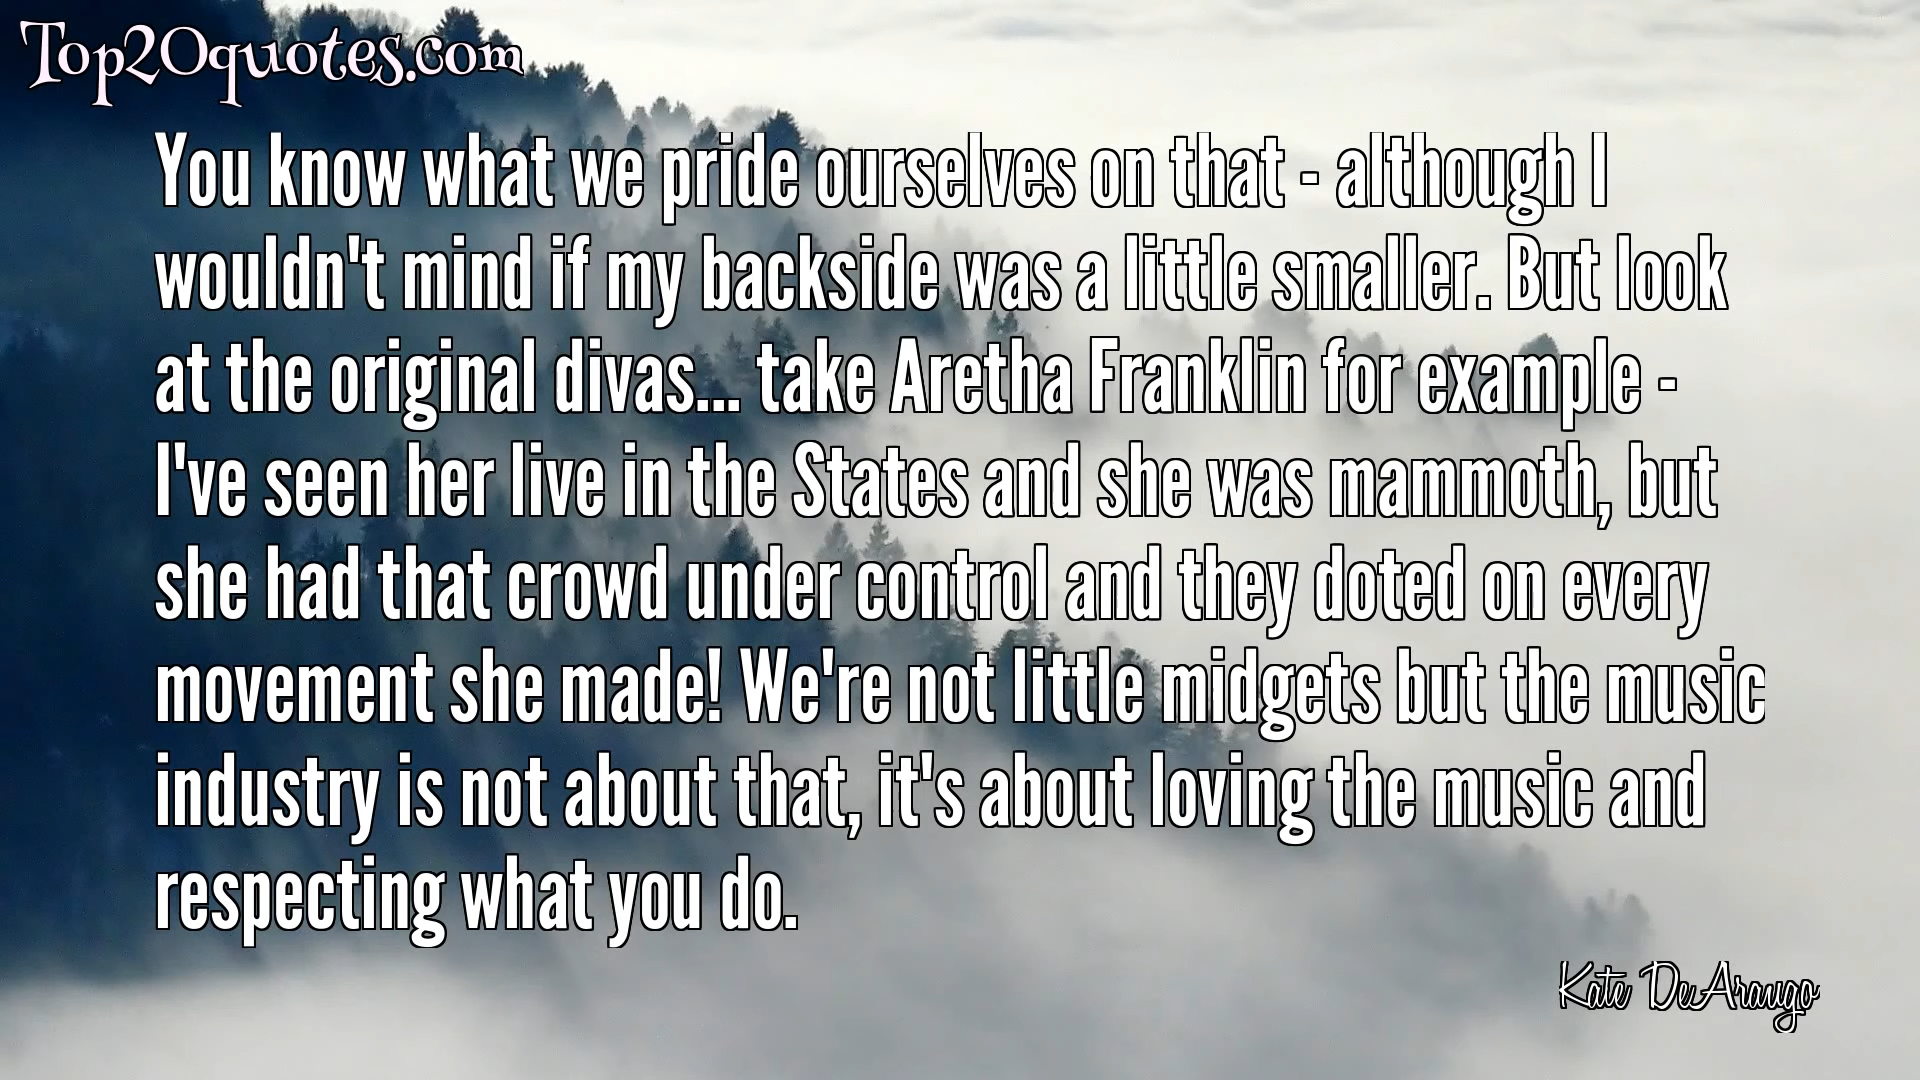 Top20quotes.com
You know what we pride ourselves on that - although I
wouldn't mind if my backside was a little smaller. But look
at the original divas... take Aretha Franklin for example -
I've seen her live in the States and she was mammoth, but
she had that crowd under control and they doted on every
movement she made! We're not little midgets but the music
industry is not about that, it's about loving the music and
respecting what you do.
Kate DeAraugo